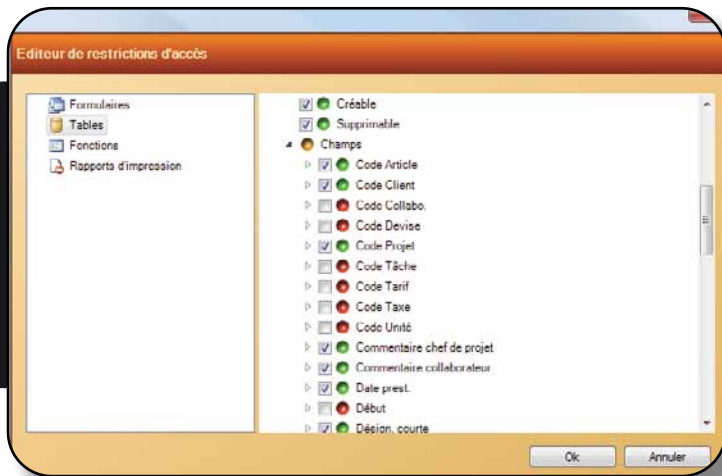 Editeur de restrictions d'accès
Formulaires
Tables
Fonctions
Rapports d'impression
Créable
Supprimable
Champs
Code Article
Code Client
Code Collabo.
Code Devise
Code Projet
Code Tâche
Code Tarif
Code Taxe
Code Unité
Commentaire chef de projet
Commentaire collaborateur
Date prest.
Début
Désign. courte
Ok
Annuler